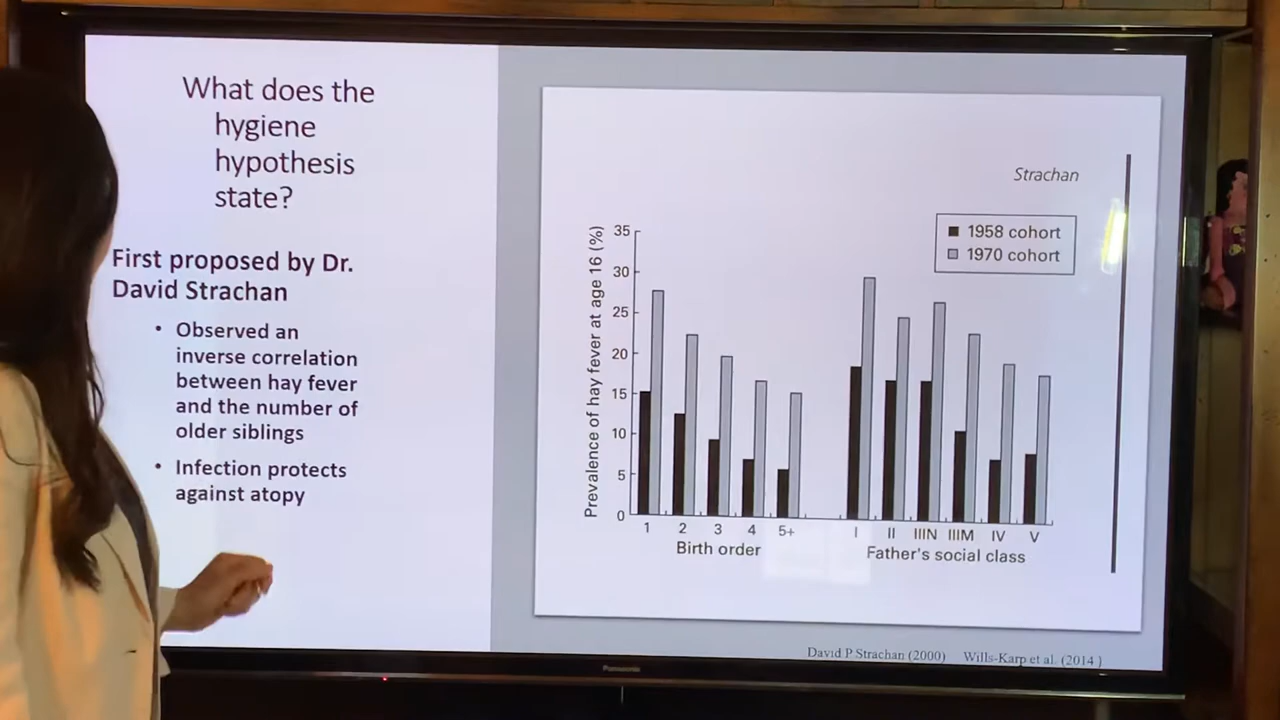 What does the
hygiene
hypothesis
state?
First proposed by Dr.
David Strachan
• Observed an
inverse correlation
between hay fever
and the number of
older siblings
• Infection protects
against atopy
Strachan
1958 cohort
1970 cohort
Prevalence of hay fever at age 16 (%)
35
30
25
20
15
10
5
0
1 2 3 4 5+
Birth order
I II IIIN IIIM IV V
Father's social class
David P Strachan (2000) Wills-Karp et al. (2014 )
Panasonic